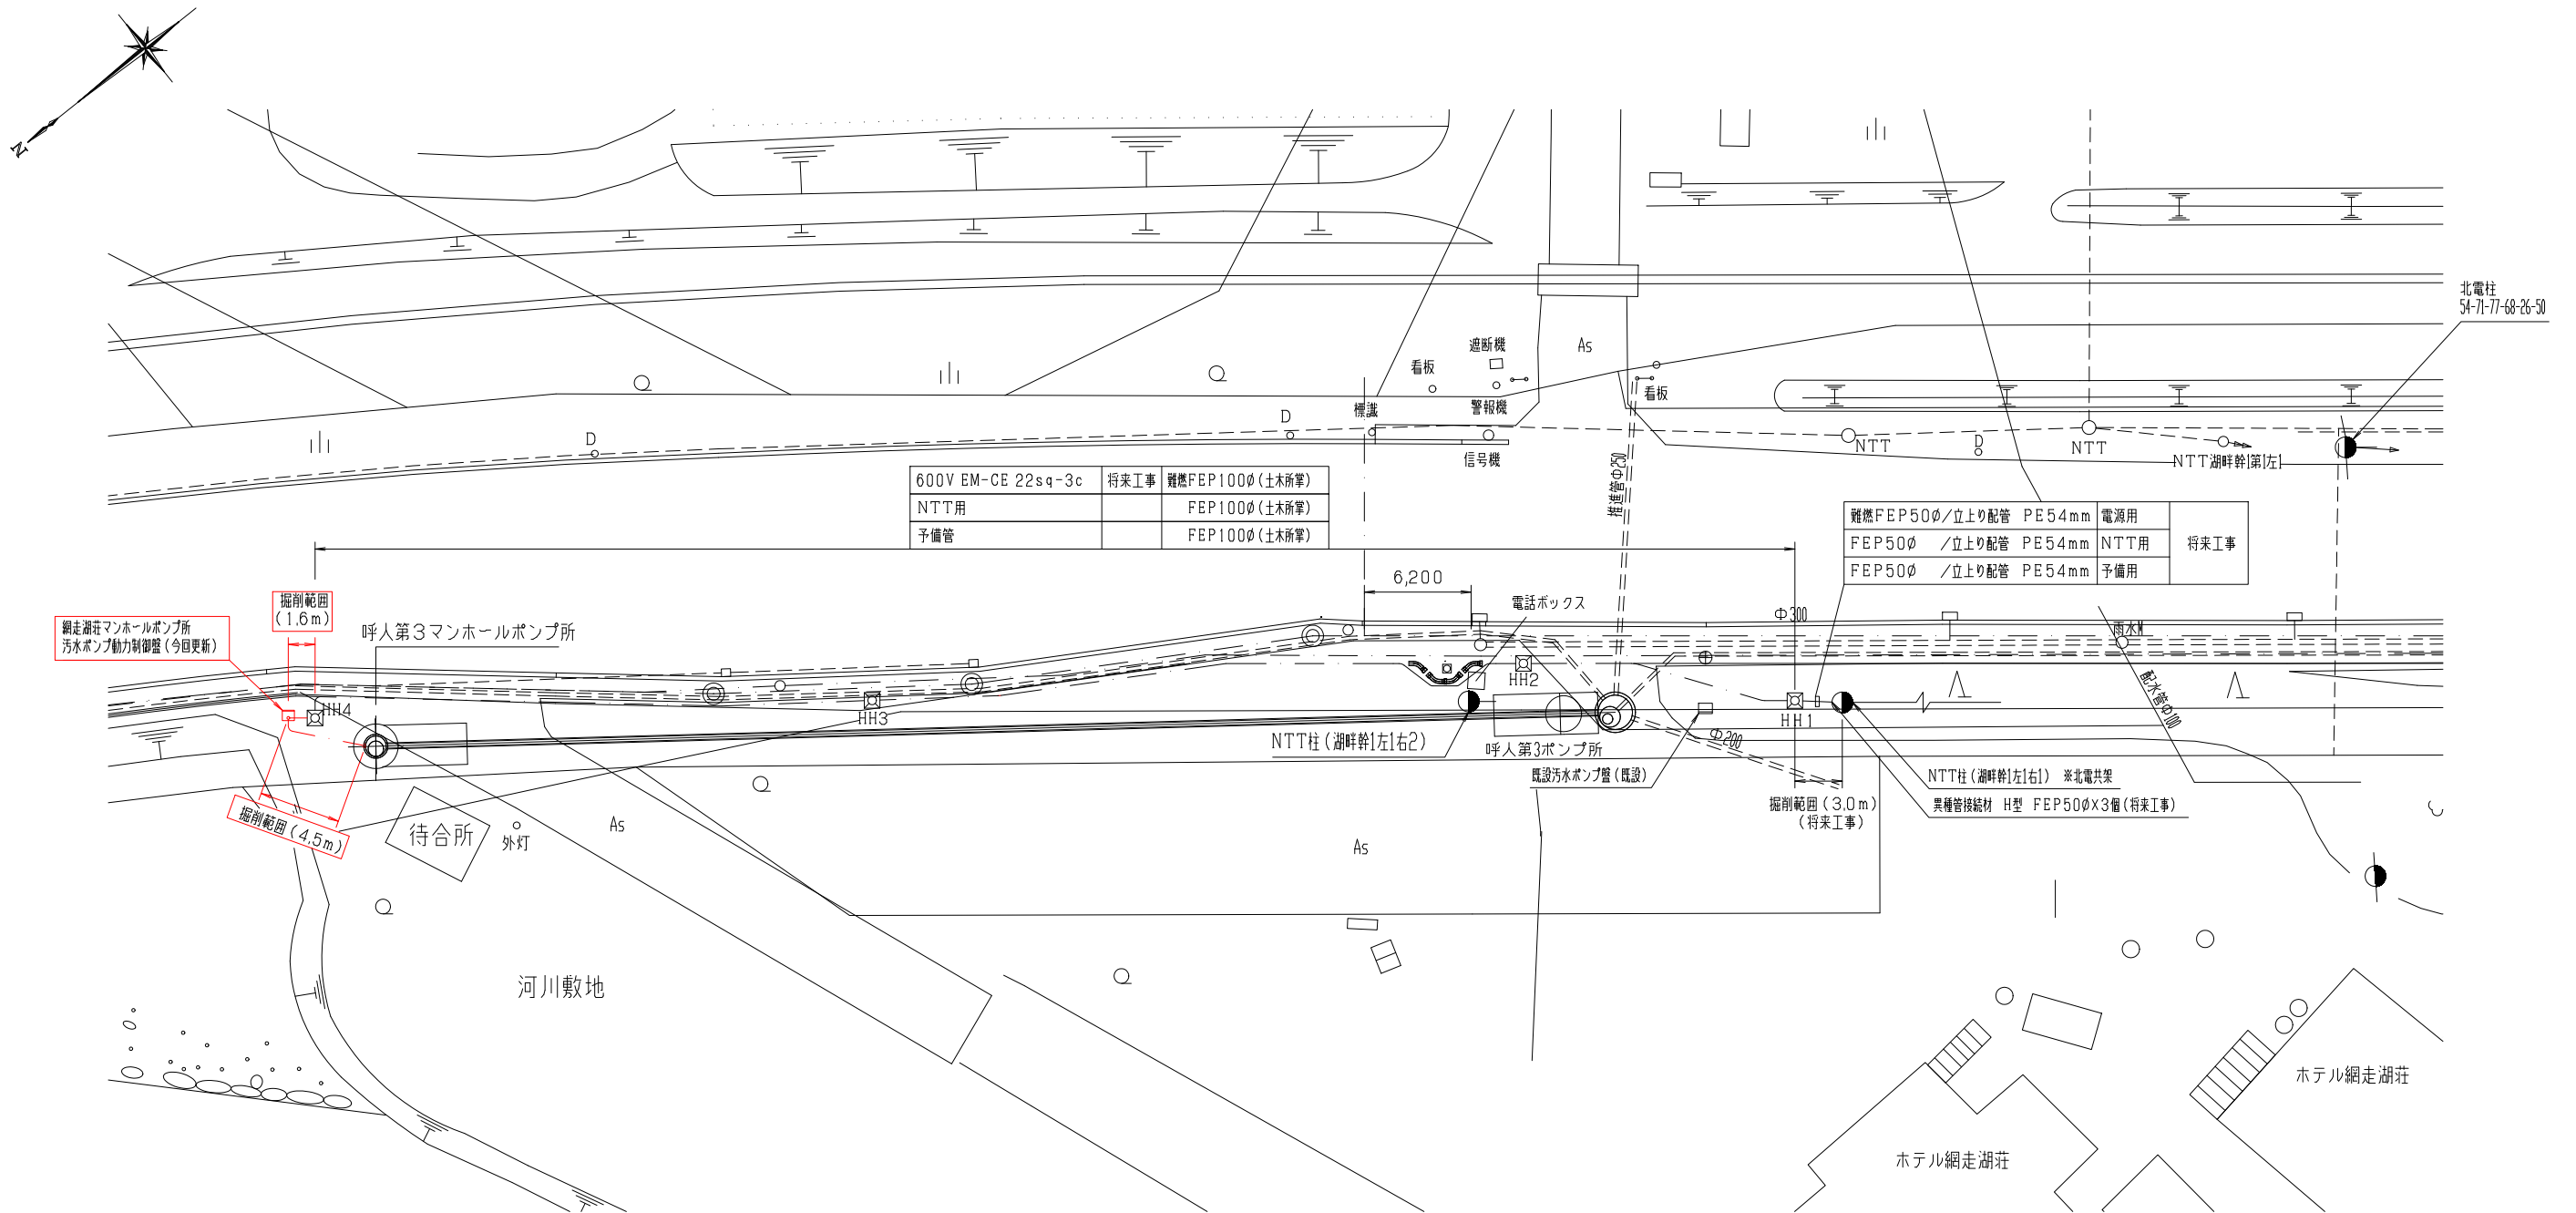 N
北電柱
54-71-77-68-26-50
遮断機
看板
As
看板
標識
警報機
D
D
信号機
NTT
D
NTT
NTT湖畔幹1第1左1
推進管Φ250
600V EM-CE 22sq-3c 将来工事 難燃FEP100Ø(土木所掌)
NTT用 FEP100Ø(土木所掌)
予備管 FEP100Ø(土木所掌)
難燃FEP50Ø/立上り配管 PE54mm 電源用 将来工事
FEP50Ø /立上り配管 PE54mm NTT用
FEP50Ø /立上り配管 PE54mm 予備用
6,200
電話ボックス
Φ300
掘削範囲
(1.6m)
網走湖荘マンホールポンプ所
汚水ポンプ動力制御盤(今回更新)
呼人第3マンホールポンプ所
雨水M
配水管Φ100
HH4
HH3
HH2
HH1
NTT柱(湖畔幹1左1右2)
呼人第3ポンプ所
既設汚水ポンプ盤(既設)
Φ200
NTT柱(湖畔幹1左1右1) ※北電共架
異種管接続材 H型 FEP50Ø×3個(将来工事)
掘削範囲(3.0m)
(将来工事)
掘削範囲(4.5m)
待合所
外灯
As
As
河川敷地
ホテル網走湖荘
ホテル網走湖荘